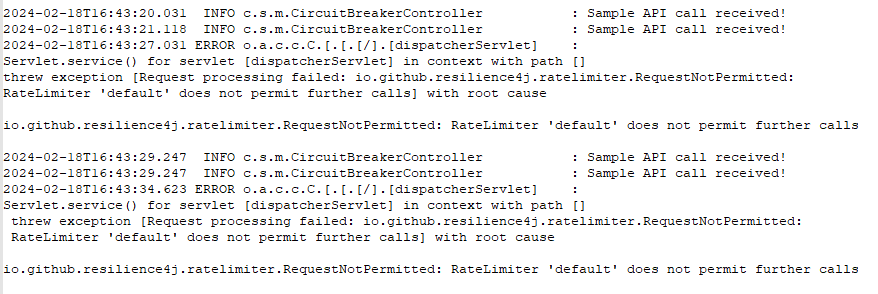 2024-02-18T16:43:20.031  INFO c.s.m.CircuitBreakerController           : Sample API call received!
2024-02-18T16:43:21.118  INFO c.s.m.CircuitBreakerController           : Sample API call received!
2024-02-18T16:43:27.031 ERROR o.a.c.c.C.[.[.[/].[dispatcherServlet]    :
Servlet.service() for servlet [dispatcherServlet] in context with path []
threw exception [Request processing failed: io.github.resilience4j.ratelimiter.RequestNotPermitted:
RateLimiter 'default' does not permit further calls] with root cause

io.github.resilience4j.ratelimiter.RequestNotPermitted: RateLimiter 'default' does not permit further calls

2024-02-18T16:43:29.247  INFO c.s.m.CircuitBreakerController           : Sample API call received!
2024-02-18T16:43:29.247  INFO c.s.m.CircuitBreakerController           : Sample API call received!
2024-02-18T16:43:34.623 ERROR o.a.c.c.C.[.[.[/].[dispatcherServlet]    :
Servlet.service() for servlet [dispatcherServlet] in context with path []
 threw exception [Request processing failed: io.github.resilience4j.ratelimiter.RequestNotPermitted:
 RateLimiter 'default' does not permit further calls] with root cause

io.github.resilience4j.ratelimiter.RequestNotPermitted: RateLimiter 'default' does not permit further calls